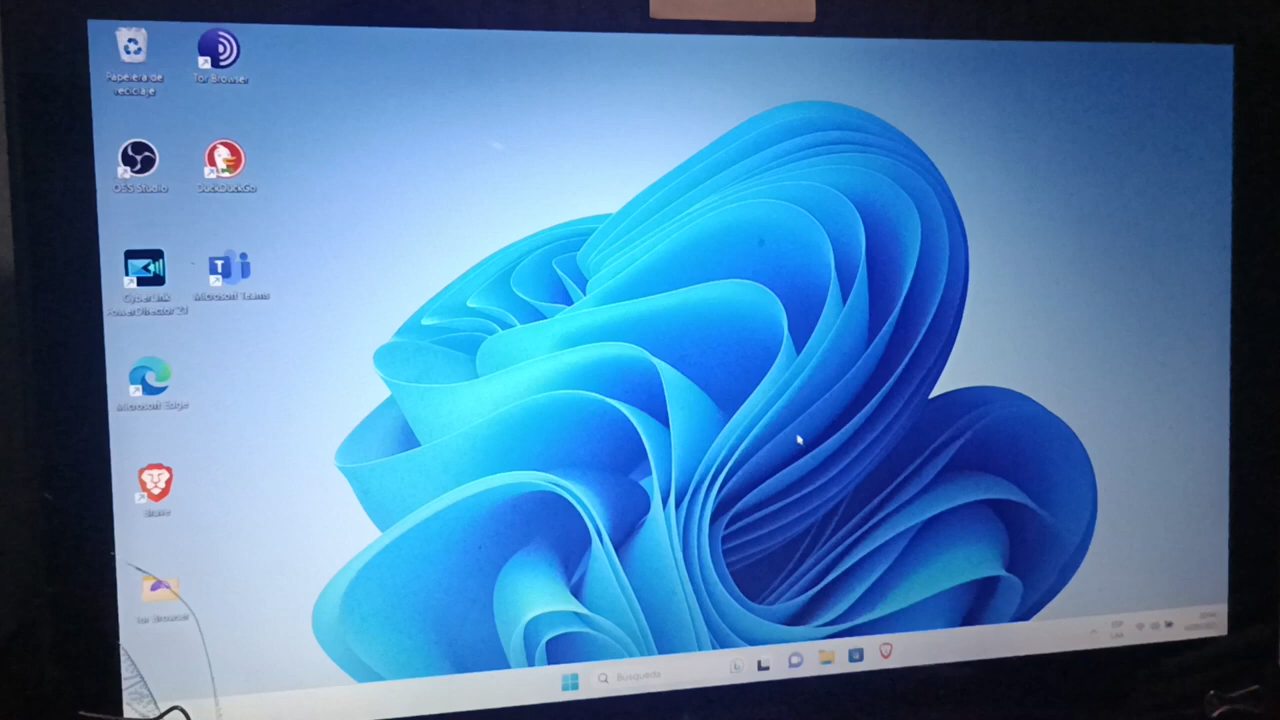 Papelera de
reciclaje
Tor Browser
OBS Studio
DuckDuckGo
CyberLink
PowerDirector 21
Microsoft Teams
Microsoft Edge
Brave
Tor Browser
Búsqueda
ESP